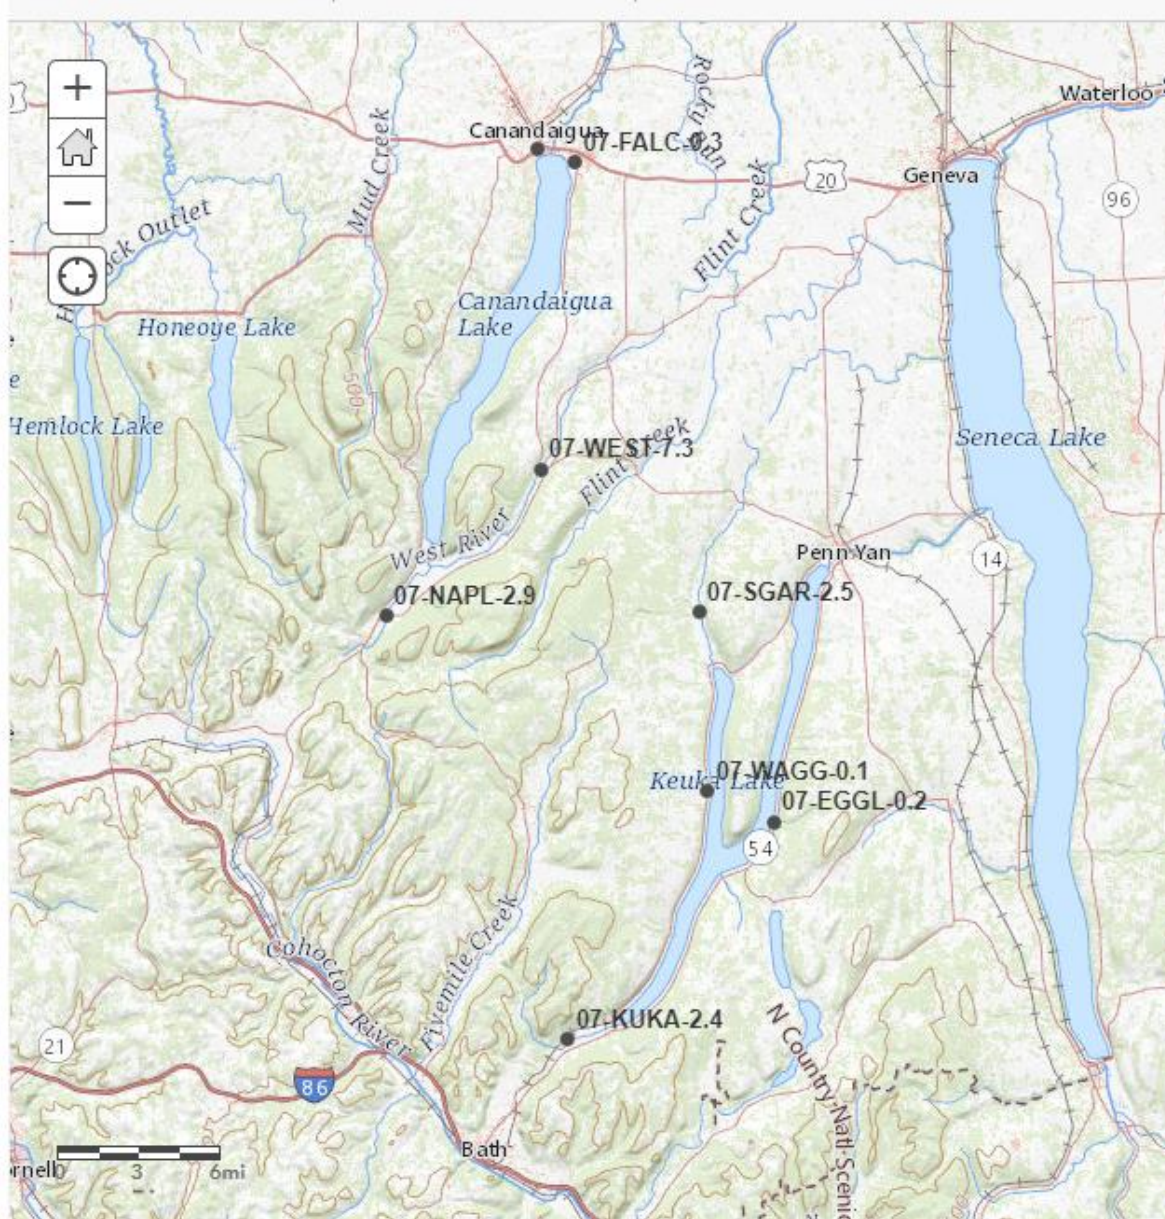 +
−
Rocky Run
Waterloo
Canandaigua
07-FALC-0.3
Mud Creek
Geneva
20
96
Flint Creek
ock Outlet
H
Canandaigua
Lake
Honeoye Lake
500
e
Hemlock Lake
Seneca Lake
07-WEST-7.3
Flint Creek
West River
Penn Yan
14
07-NAPL-2.9
07-SGAR-2.5
07-WAGG-0.1
Keuka Lake
07-EGGL-0.2
54
Cohocton River
Fivemile Creek
07-KUKA-2.4
N Country Natl Scenic
21
86
Bath
rnell
0 3 6mi